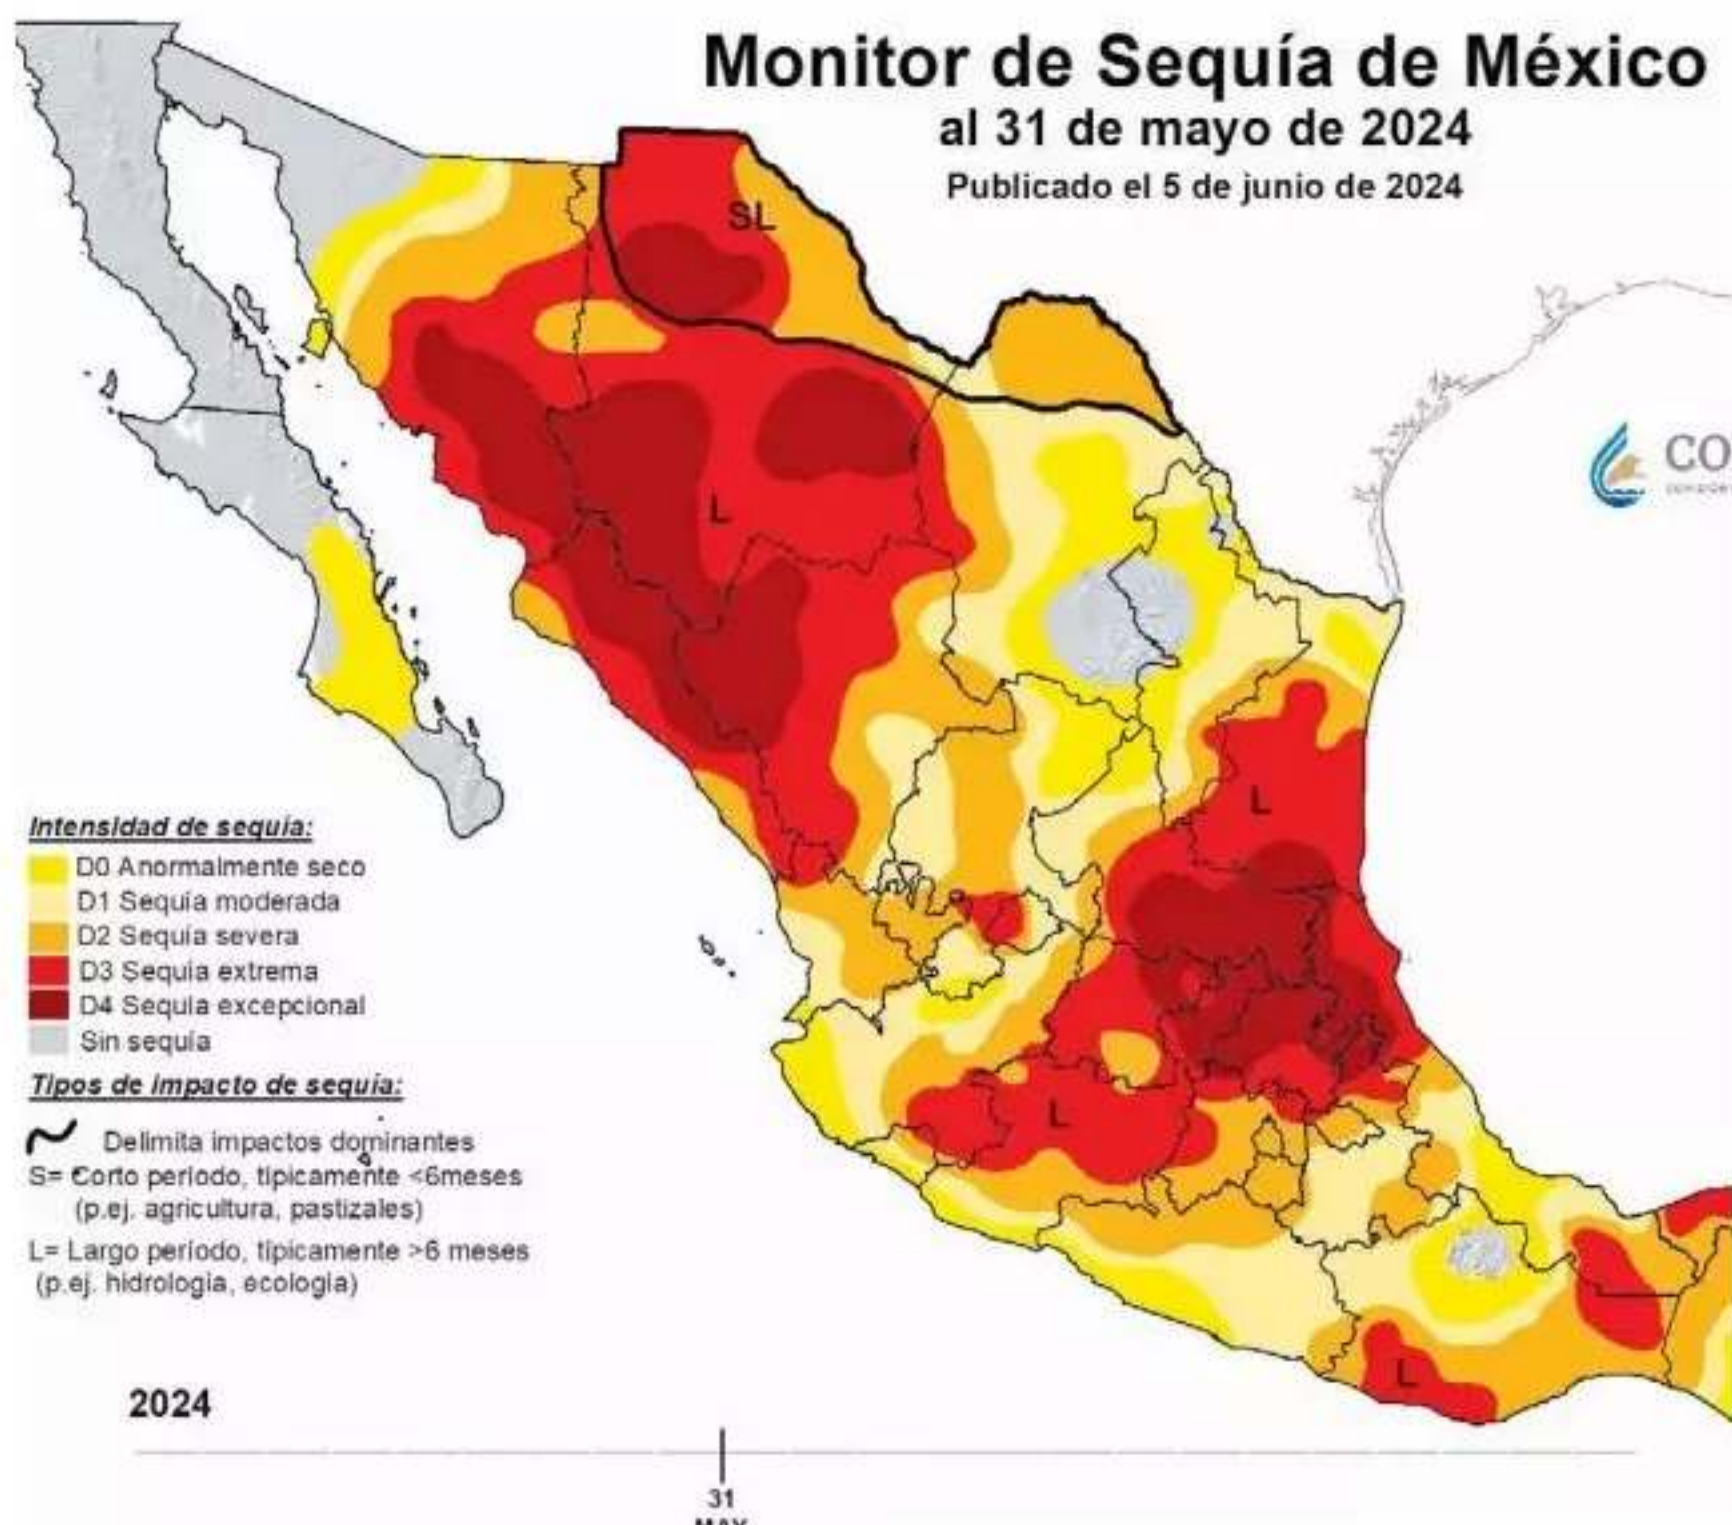 Monitor de Sequía de México
al 31 de mayo de 2024
Publicado el 5 de junio de 2024
SL
CO
L
L
Intensidad de sequía:
D0 Anormalmente seco
D1 Sequía moderada
D2 Sequía severa
D3 Sequía extrema
D4 Sequía excepcional
Sin sequía
Tipos de impacto de sequía:
Delimita impactos dominantes
L
S= Corto periodo, típicamente <6meses
(p.ej. agricultura, pastizales)
L= Largo periodo, típicamente >6 meses
(p.ej. hidrología, ecología)
L
2024
31
MAY